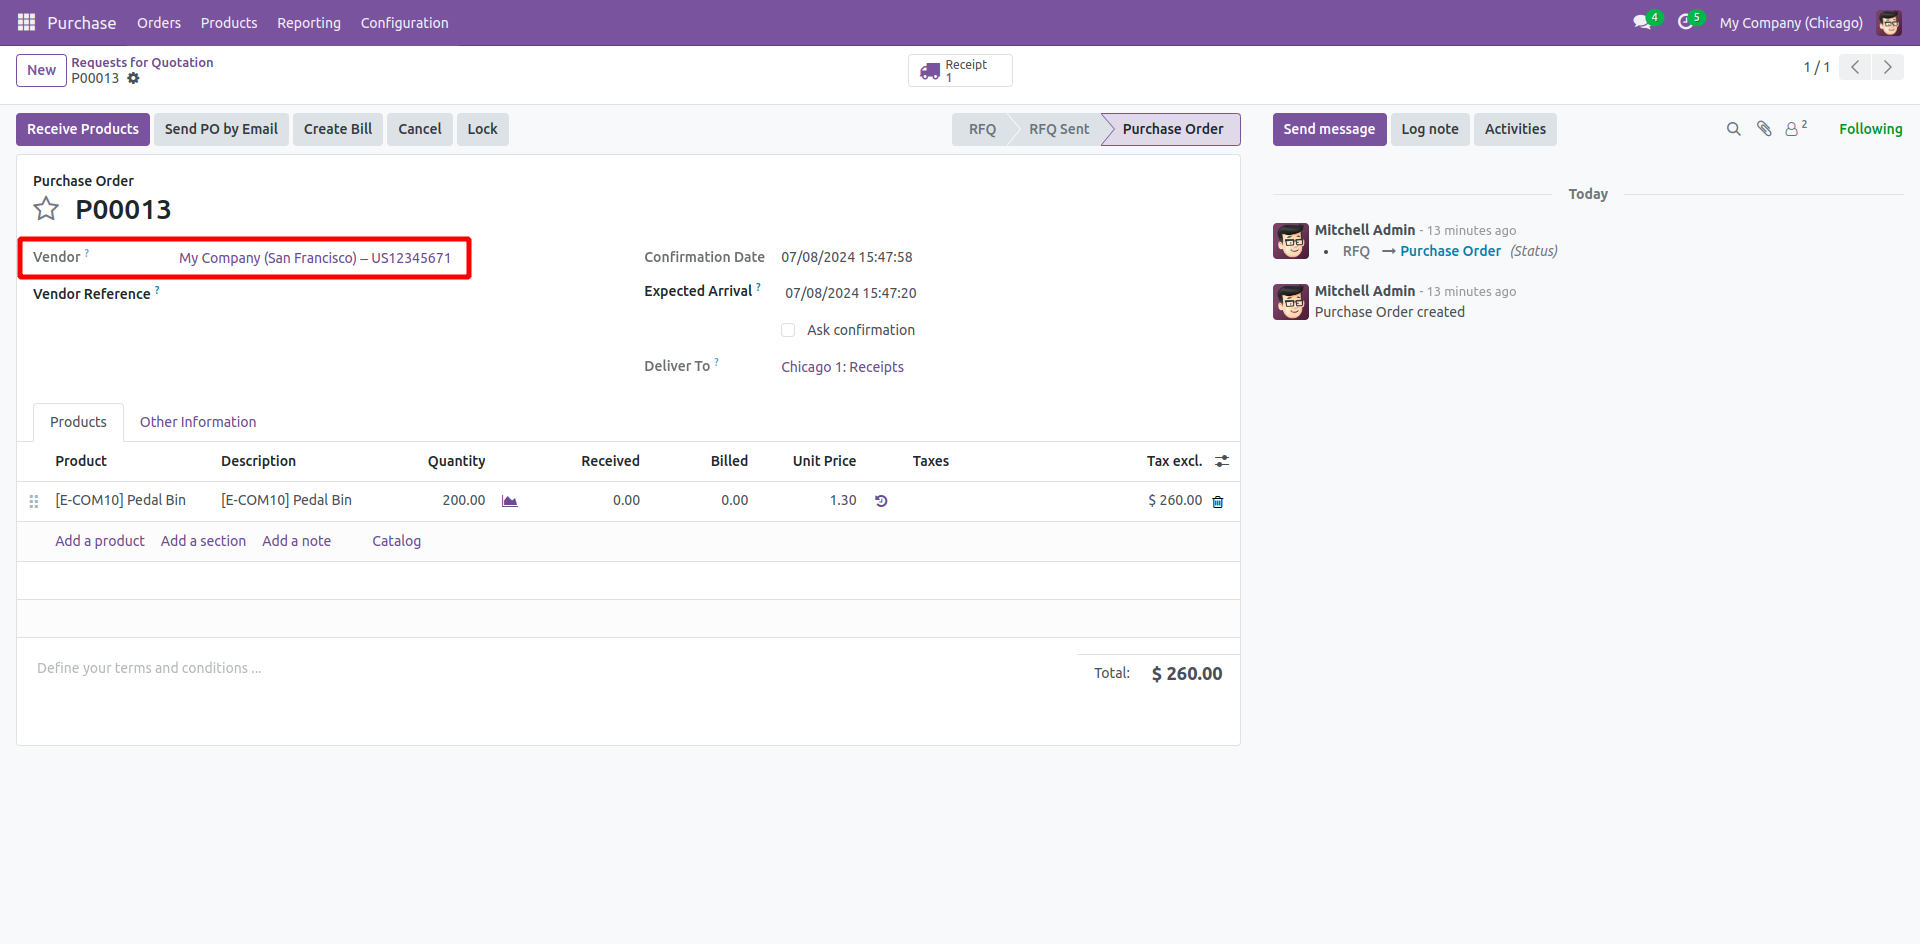 Purchase Orders Products Reporting Configuration 4 5 My Company (Chicago)
New Requests for Quotation
P00013
Receipt
1
1 / 1
Receive Products Send PO by Email Create Bill Cancel Lock RFQ RFQ Sent Purchase Order Send message Log note Activities 2 Following
Purchase Order
P00013
Vendor ? My Company (San Francisco) – US12345671
Vendor Reference ?
Confirmation Date 07/08/2024 15:47:58
Expected Arrival ? 07/08/2024 15:47:20
Ask confirmation
Deliver To ? Chicago 1: Receipts
Products Other Information
Product Description Quantity Received Billed Unit Price Taxes Tax excl.
[E-COM10] Pedal Bin [E-COM10] Pedal Bin 200.00 0.00 0.00 1.30 $ 260.00
Add a product Add a section Add a note Catalog
Define your terms and conditions ...
Total: $ 260.00
Today
Mitchell Admin - 13 minutes ago
• RFQ → Purchase Order (Status)
Mitchell Admin - 13 minutes ago
Purchase Order created